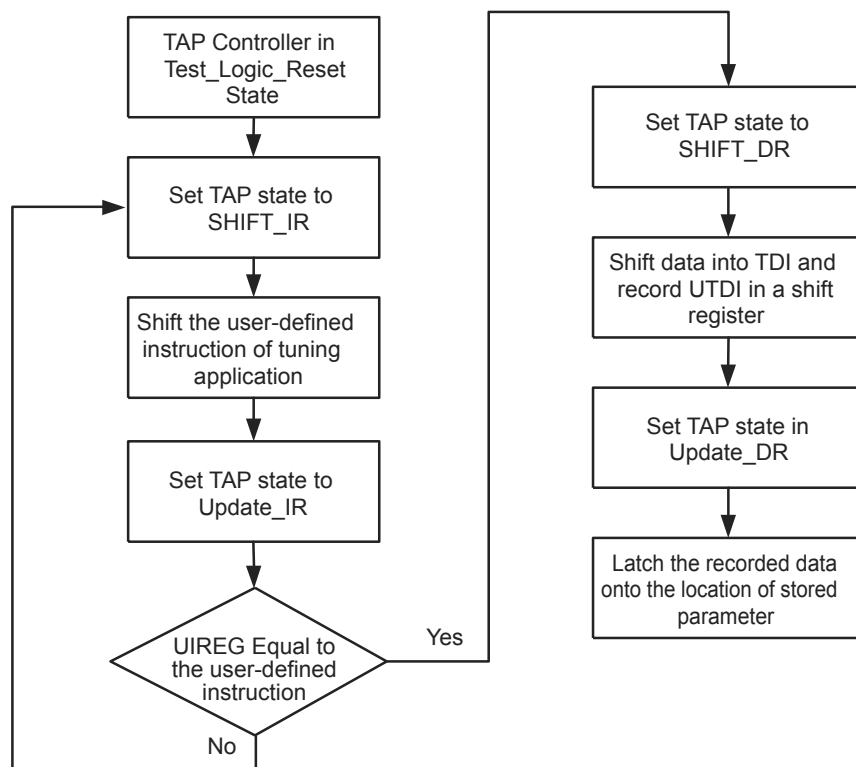 TAP Controller in
Test_Logic_Reset
State
Set TAP state to
SHIFT_IR
Shift the user-defined
instruction of tuning
application
Set TAP state to
Update_IR
UIREG Equal to
the user-defined
instruction
Yes
No
Set TAP state to
SHIFT_DR
Shift data into TDI and
record UTDI in a shift
register
Set TAP state in
Update_DR
Latch the recorded data
onto the location of stored
parameter